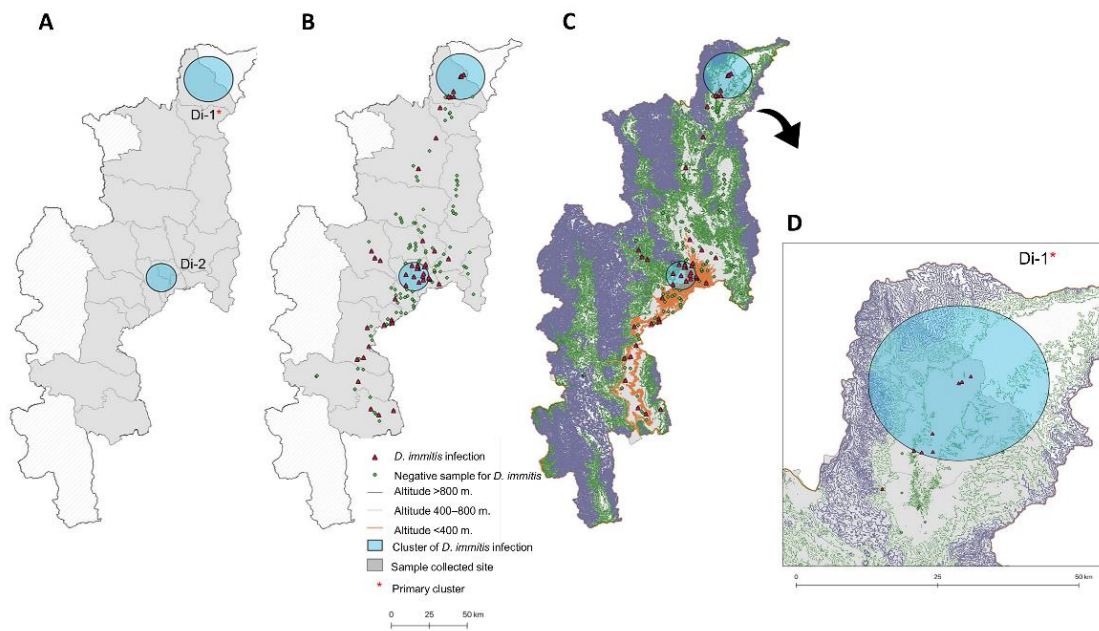 A
B
C
Di-1*
Di-2
D
Di-1*
D. immitis infection
Negative sample for D. immitis
Altitude >800 m.
Altitude 400–800 m.
Altitude <400 m.
Cluster of D. immitis infection
Sample collected site
* Primary cluster
0 25 50 km
0 25 50 km